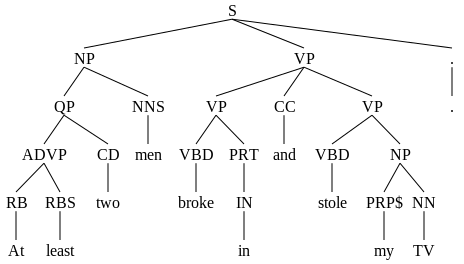 S
NP VP .
QP NNS VP CC VP .
ADVP CD men VBD PRT and VBD NP
RB RBS two broke IN stole PRP$ NN
At least in my TV